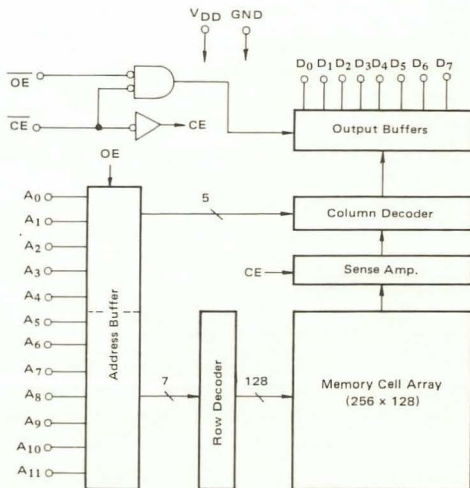 VDD GND
OE
CE
CE
D0 D1 D2 D3 D4 D5 D6 D7
Output Buffers
OE
A0
A1
A2
A3
A4
A5
A6
A7
A8
A9
A10
A11
Address Buffer
5
Column Decoder
CE
Sense Amp.
7
Row Decoder
128
Memory Cell Array
(256 × 128)